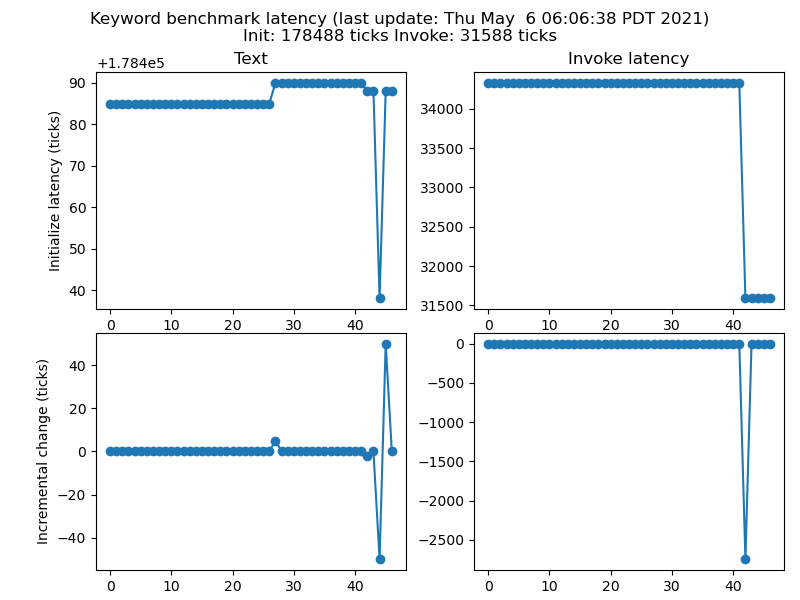 Keyword benchmark latency (last update: Thu May  6 06:06:38 PDT 2021)
Init: 178488 ticks Invoke: 31588 ticks
+1.784e5
Text
Invoke latency
Initialize latency (ticks)
90
80
70
60
50
40
0 10 20 30 40
34000
33500
33000
32500
32000
31500
0 10 20 30 40
Incremental change (ticks)
40
20
0
−20
−40
0 10 20 30 40
0
−500
−1000
−1500
−2000
−2500
0 10 20 30 40